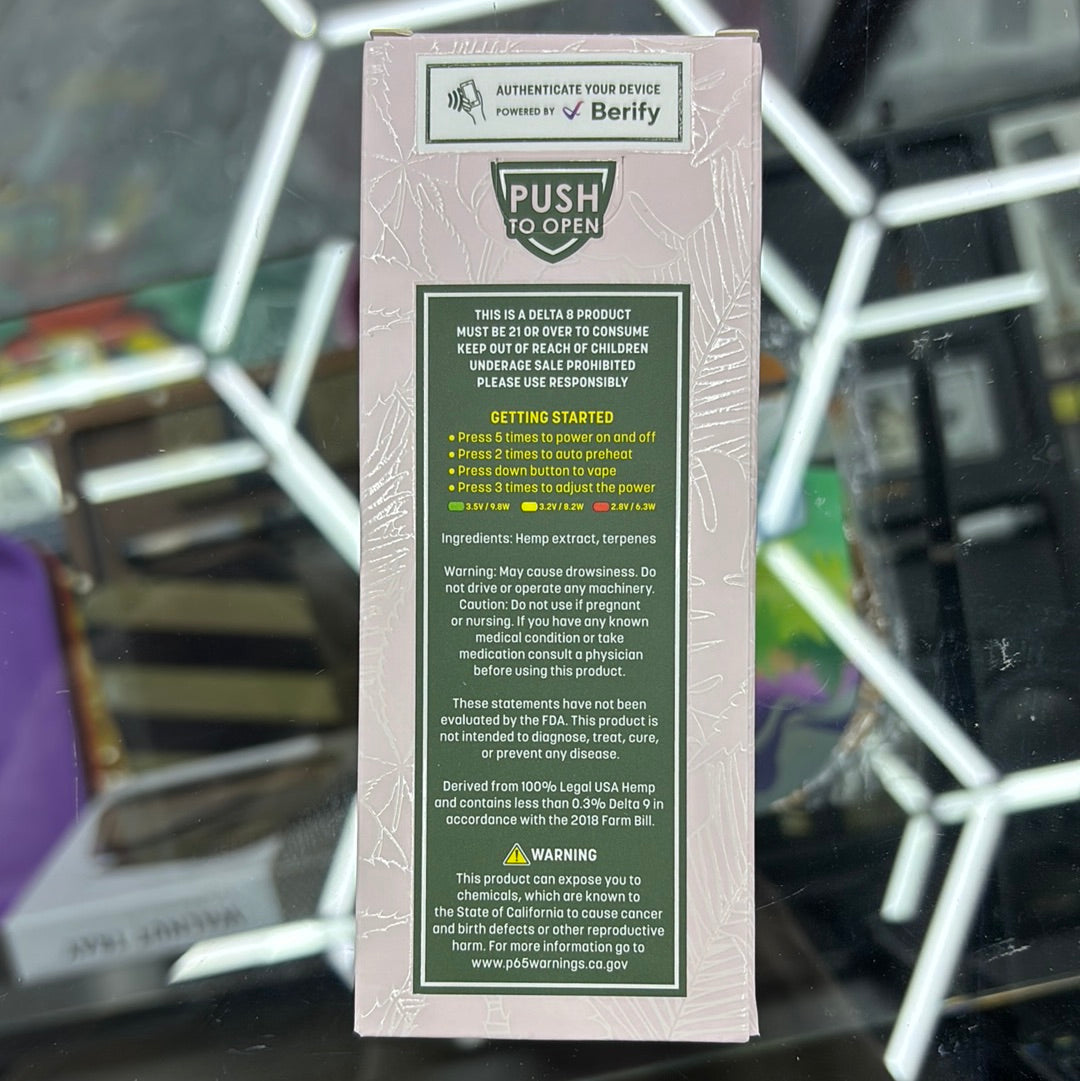 AUTHENTICATE YOUR DEVICE
POWERED BY Berify
PUSH
TO OPEN
THIS IS A DELTA 8 PRODUCT
MUST BE 21 OR OVER TO CONSUME
KEEP OUT OF REACH OF CHILDREN
UNDERAGE SALE PROHIBITED
PLEASE USE RESPONSIBLY
GETTING STARTED
• Press 5 times to power on and off
• Press 2 times to auto preheat
• Press down button to vape
• Press 3 times to adjust the power
3.5V / 9.8W 3.2V / 8.2W 2.8V / 6.3W
Ingredients: Hemp extract, terpenes
Warning: May cause drowsiness. Do
not drive or operate any machinery.
Caution: Do not use if pregnant
or nursing. If you have any known
medical condition or take
medication consult a physician
before using this product.
These statements have not been
evaluated by the FDA. This product is
not intended to diagnose, treat, cure,
or prevent any disease.
Derived from 100% Legal USA Hemp
and contains less than 0.3% Delta 9 in
accordance with the 2018 Farm Bill.
WARNING
This product can expose you to
chemicals, which are known to
the State of California to cause cancer
and birth defects or other reproductive
harm. For more information go to
www.p65warnings.ca.gov